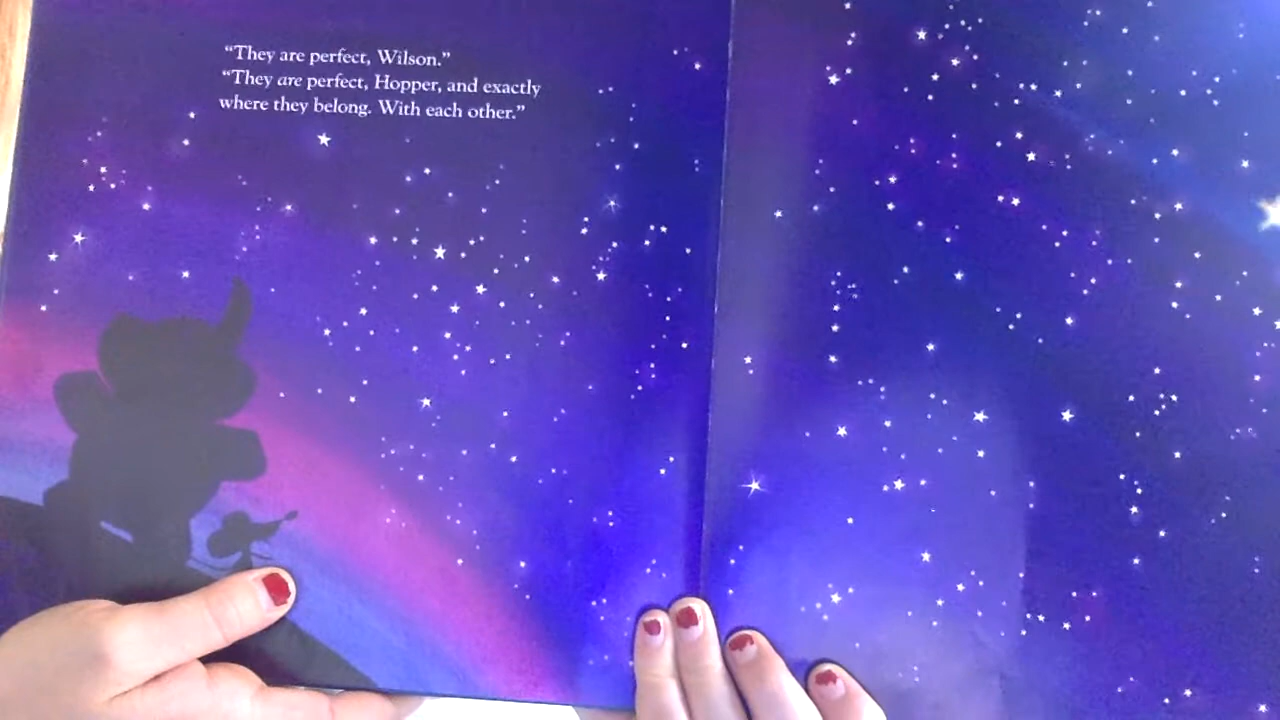 “They are perfect, Wilson.”
“They are perfect, Hopper, and exactly
where they belong. With each other.”